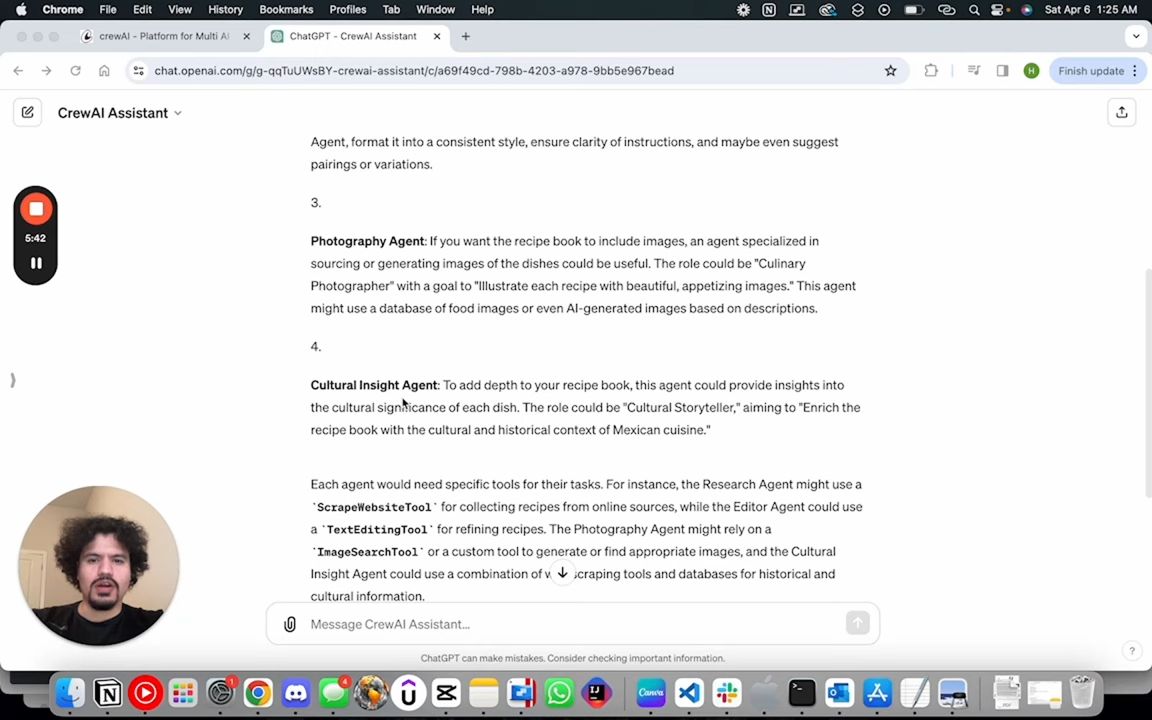 Chrome File Edit View History Bookmarks Profiles Tab Window Help Sat Apr 6 1:25 AM
crewAI - Platform for Multi AI ChatGPT - CrewAI Assistant
chat.openai.com/g/g-qqTuUWsBY-crewai-assistant/c/a69f49cd-798b-4203-a978-9bb5e967bead H Finish update
CrewAI Assistant
Agent, format it into a consistent style, ensure clarity of instructions, and maybe even suggest
pairings or variations.
3.
5:42
Photography Agent: If you want the recipe book to include images, an agent specialized in
sourcing or generating images of the dishes could be useful. The role could be "Culinary
Photographer" with a goal to "Illustrate each recipe with beautiful, appetizing images." This agent
might use a database of food images or even AI-generated images based on descriptions.
4.
Cultural Insight Agent: To add depth to your recipe book, this agent could provide insights into
the cultural significance of each dish. The role could be "Cultural Storyteller," aiming to "Enrich the
recipe book with the cultural and historical context of Mexican cuisine."
Each agent would need specific tools for their tasks. For instance, the Research Agent might use a
`ScrapeWebsiteTool` for collecting recipes from online sources, while the Editor Agent could use
a `TextEditingTool` for refining recipes. The Photography Agent might rely on a
`ImageSearchTool` or a custom tool to generate or find appropriate images, and the Cultural
Insight Agent could use a combination of scraping tools and databases for historical and
cultural information.
Message CrewAI Assistant...
ChatGPT can make mistakes. Consider checking important information. ?
1 4 Canva